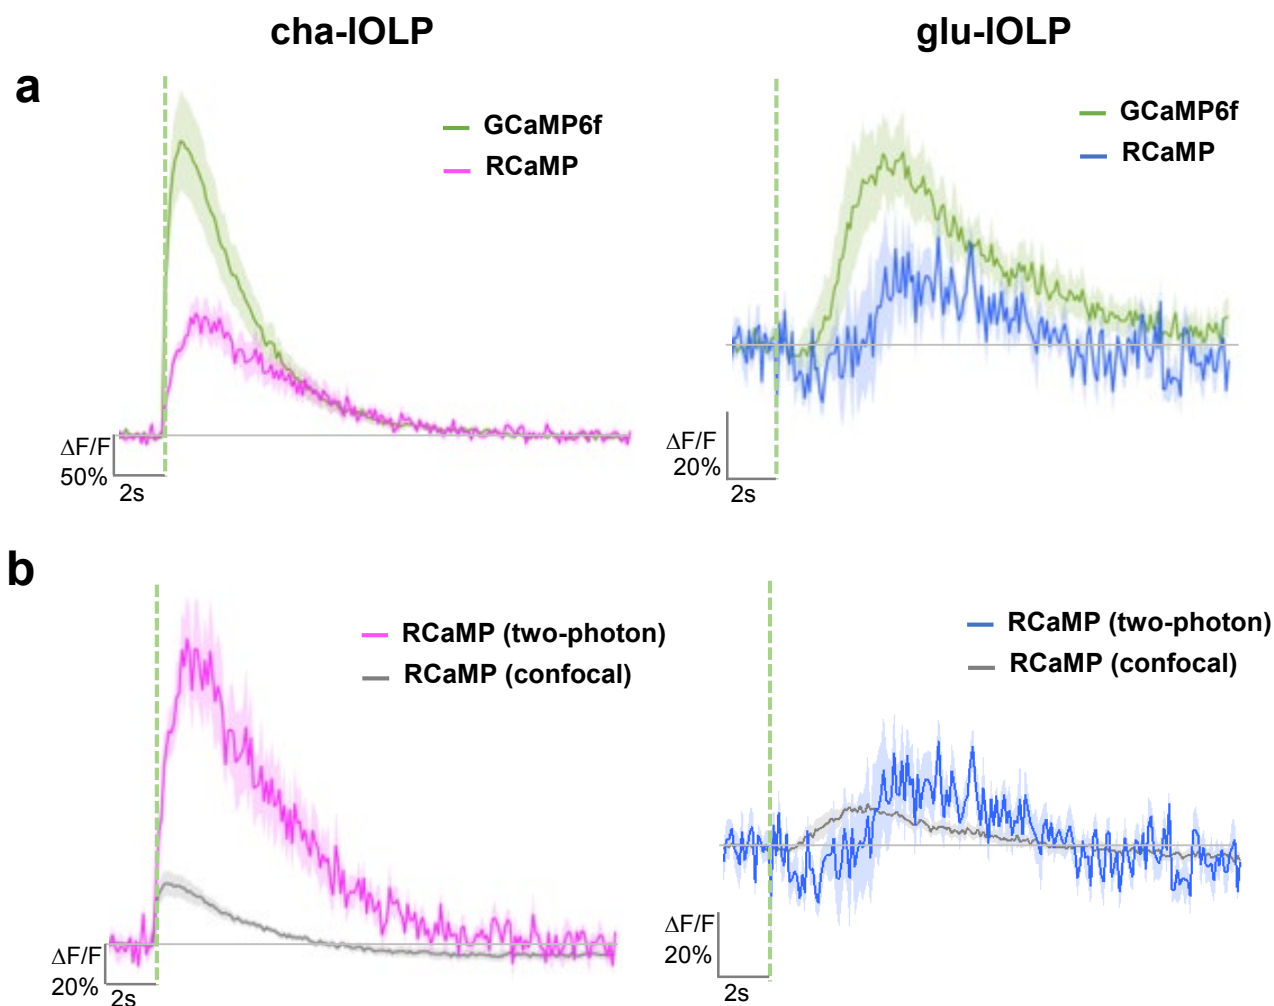 cha-lOLP
glu-lOLP
a
GCaMP6f
RCaMP
GCaMP6f
RCaMP
ΔF/F
50%
2s
ΔF/F
20%
2s
b
RCaMP (two-photon)
RCaMP (confocal)
RCaMP (two-photon)
RCaMP (confocal)
ΔF/F
20%
2s
ΔF/F
20%
2s